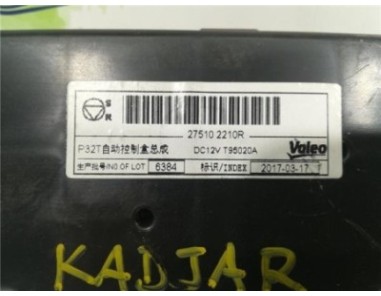 S
R
27510 2210R
P32T自动控制盒总成 DC12V T95020A Valeo
生产批号/NO.OF LOT 6384 标识/INDEX 2017-03-17
KADJAR